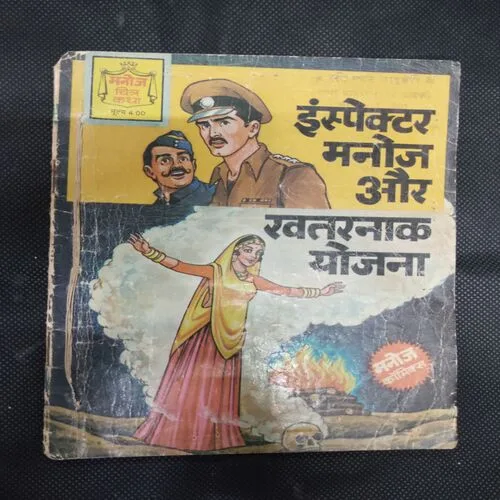 मनोज
चित्र
कथा
मूल्य 4.00
इंस्पेक्टर
मनोज
और
खतरनाक
योजना
मनोज
कॉमिक्स